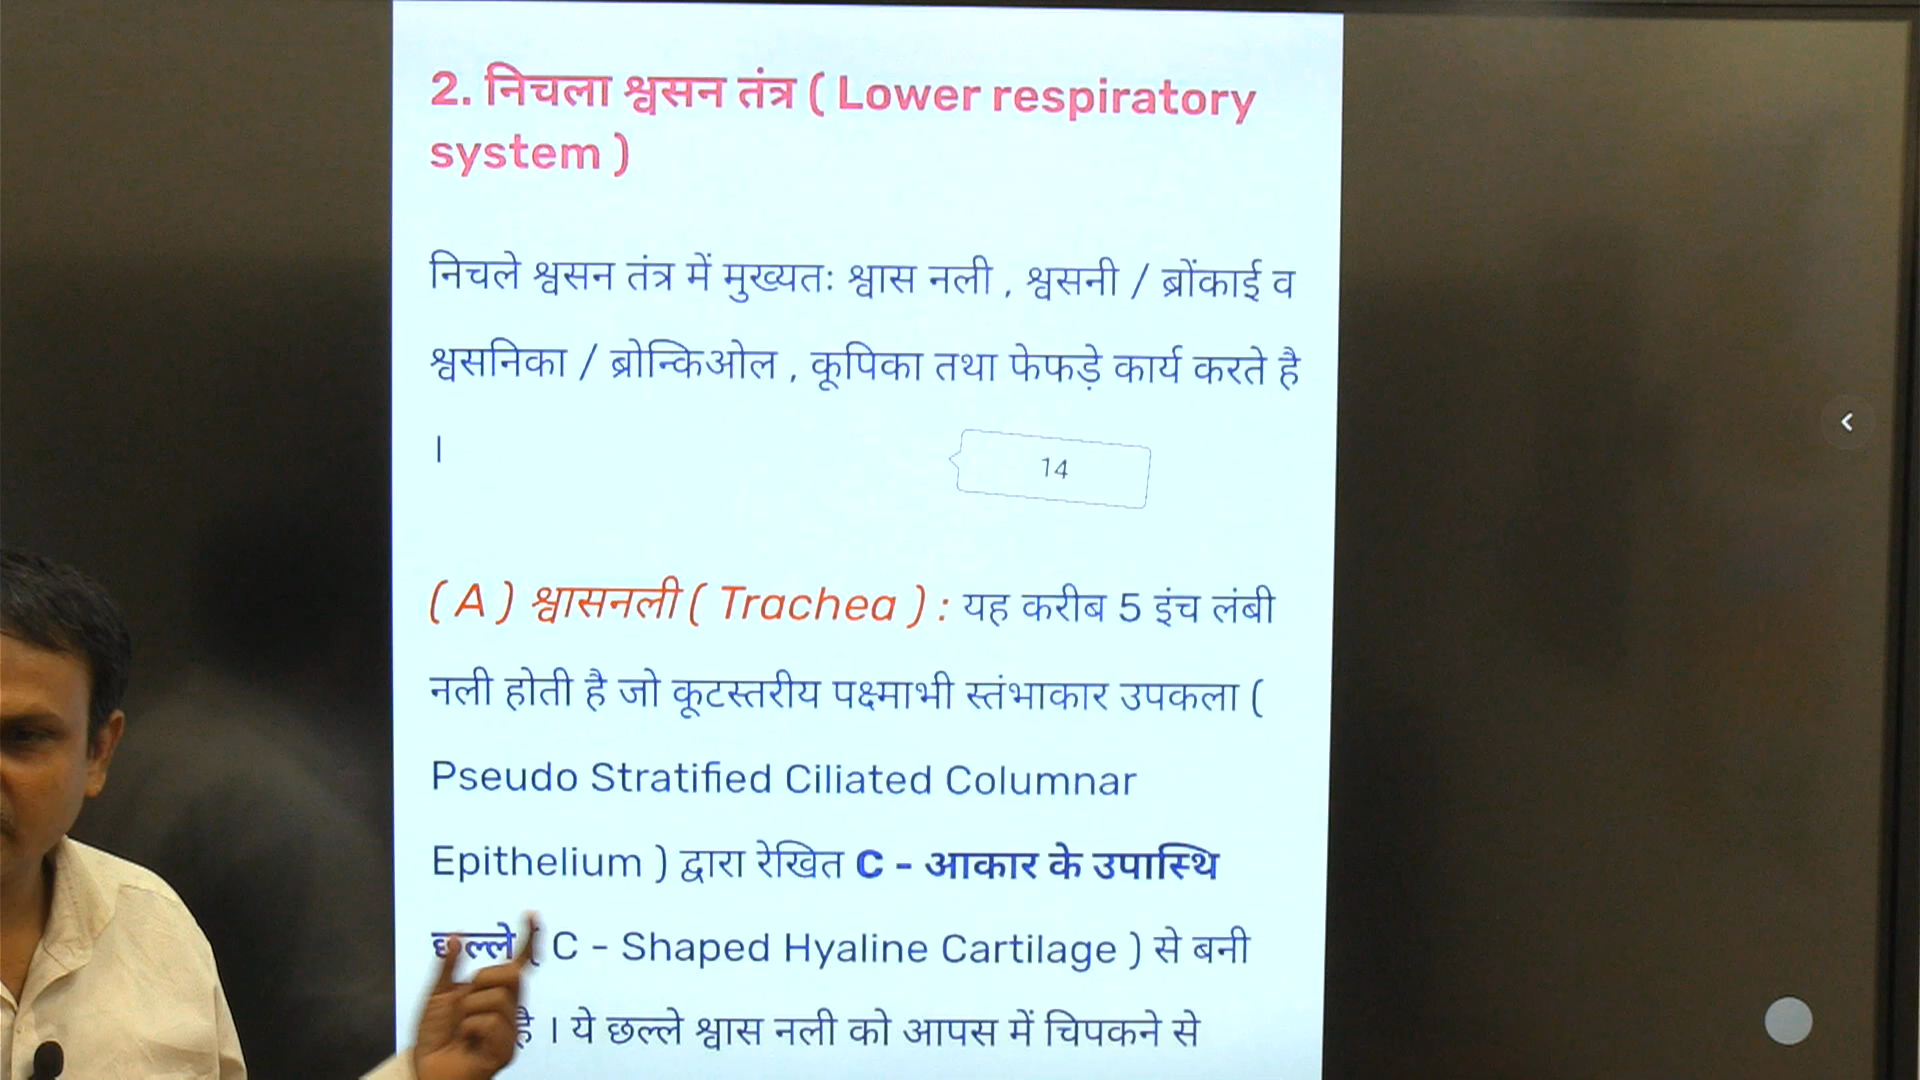 2. निचला श्वसन तंत्र ( Lower respiratory
system )
निचले श्वसन तंत्र में मुख्यतः श्वास नली , श्वसनी / ब्रोंकाई व
श्वसनिका / ब्रोन्किओल , कूपिका तथा फेफड़े कार्य करते है
।
14
( A ) श्वासनली ( Trachea ) : यह करीब 5 इंच लंबी
नली होती है जो कूटस्तरीय पक्ष्माभी स्तंभाकार उपकला (
Pseudo Stratified Ciliated Columnar
Epithelium ) द्वारा रेखित C - आकार के उपास्थि
छल्ले ( C - Shaped Hyaline Cartilage ) से बनी
है । ये छल्ले श्वास नली को आपस में चिपकने से